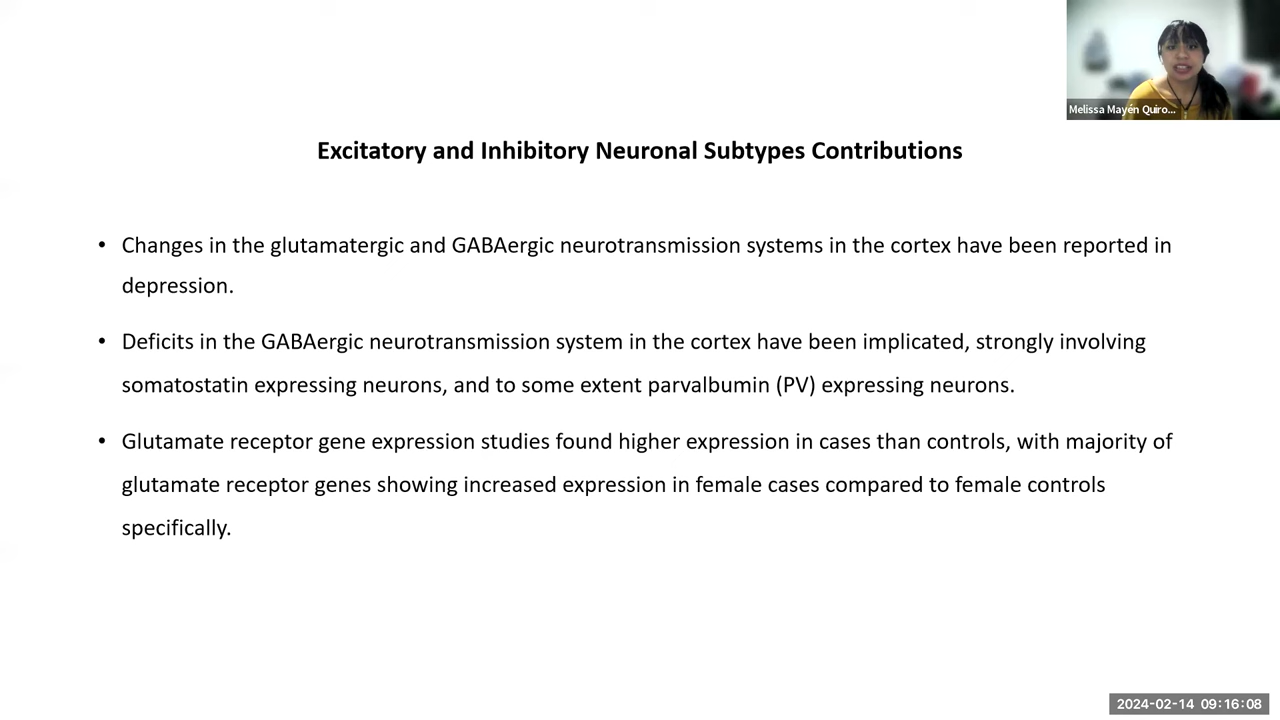 Melissa Mayén Quiro...
Excitatory and Inhibitory Neuronal Subtypes Contributions
• Changes in the glutamatergic and GABAergic neurotransmission systems in the cortex have been reported in
depression.
• Deficits in the GABAergic neurotransmission system in the cortex have been implicated, strongly involving
somatostatin expressing neurons, and to some extent parvalbumin (PV) expressing neurons.
• Glutamate receptor gene expression studies found higher expression in cases than controls, with majority of
glutamate receptor genes showing increased expression in female cases compared to female controls
specifically.
2024-02-14 09:16:08